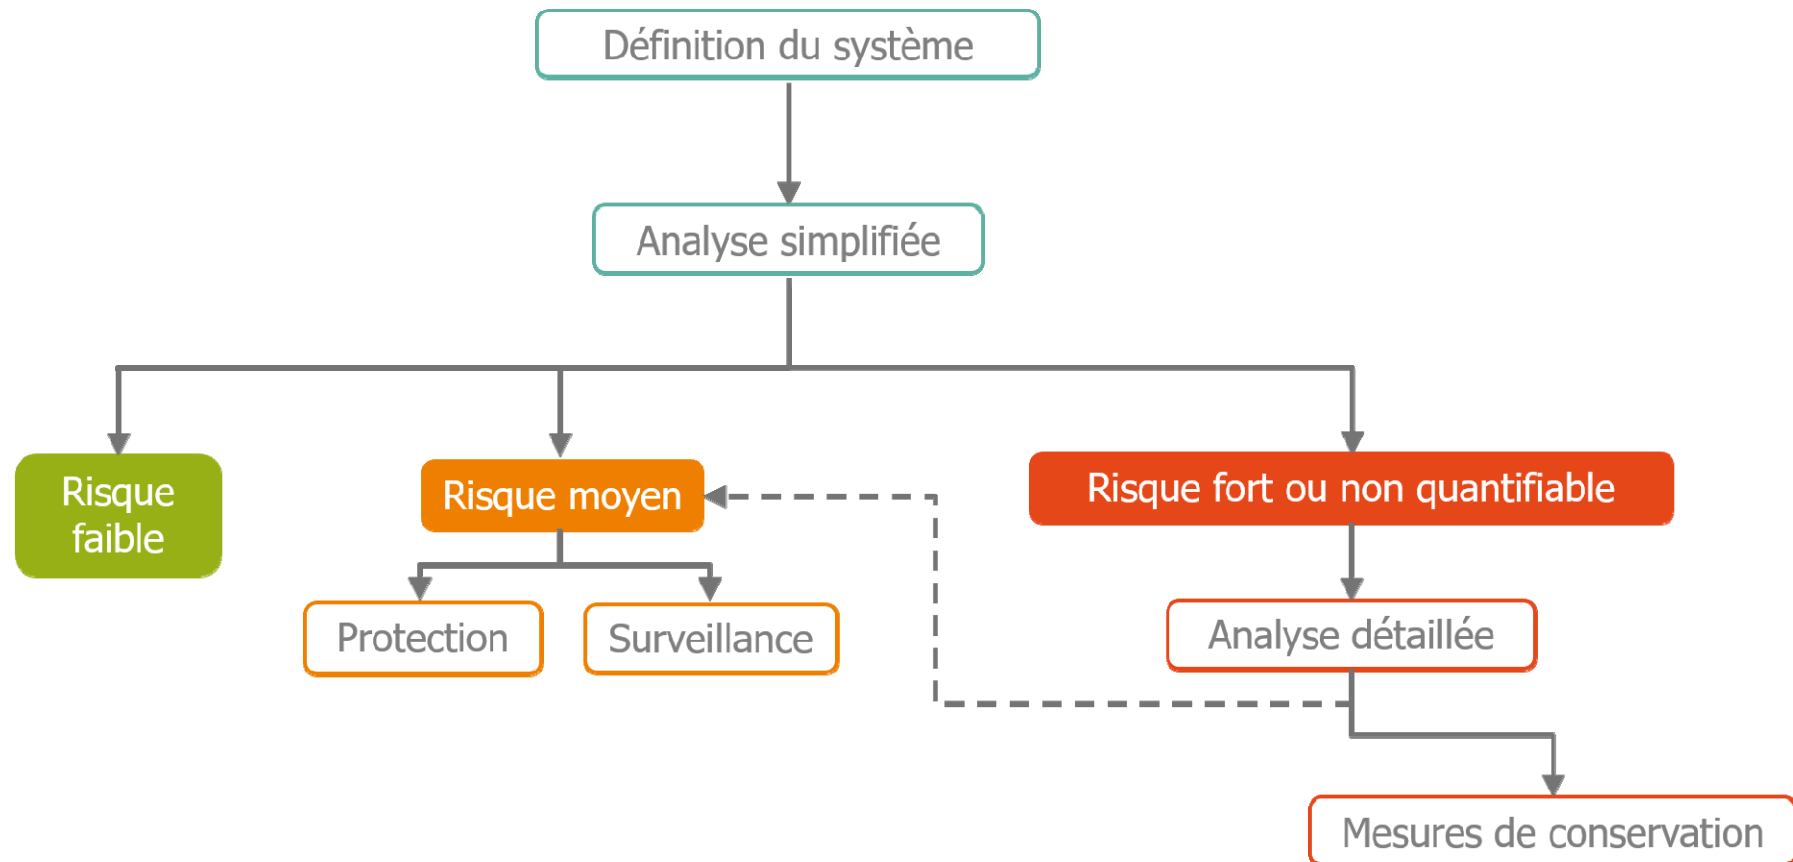 Définition du système
Analyse simplifiée
Risque
faible
Risque moyen
Risque fort ou non quantifiable
Protection
Surveillance
Analyse détaillée
Mesures de conservation